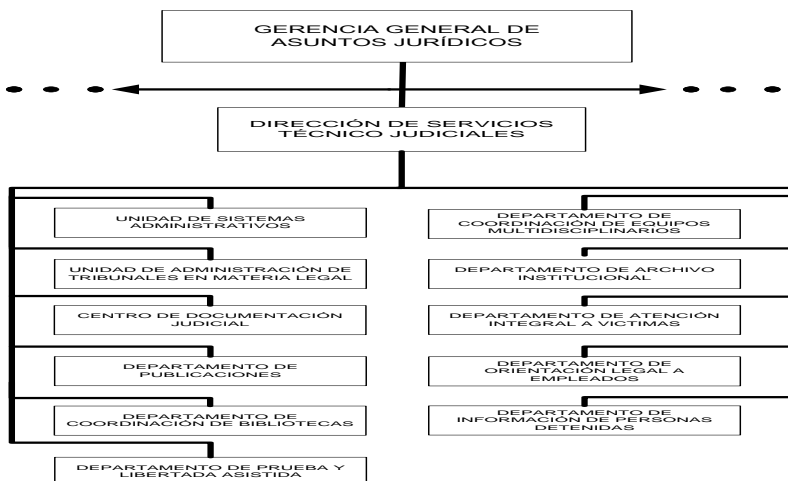 GERENCIA GENERAL DE
ASUNTOS JURÍDICOS
DIRECCIÓN DE SERVICIOS
TÉCNICO JUDICIALES
UNIDAD DE SISTEMAS
ADMINISTRATIVOS
UNIDAD DE ADMINISTRACIÓN DE
TRIBUNALES EN MATERIA LEGAL
CENTRO DE DOCUMENTACIÓN
JUDICIAL
DEPARTAMENTO DE
PUBLICACIONES
DEPARTAMENTO DE
COORDINACIÓN DE BIBLIOTECAS
DEPARTAMENTO DE PRUEBA Y
LIBERTADA ASISTIDA
DEPARTAMENTO DE
COORDINACIÓN DE EQUIPOS
MULTIDISCIPLINARIOS
DEPARTAMENTO DE ARCHIVO
INSTITUCIONAL
DEPARTAMENTO DE ATENCIÓN
INTEGRAL A VICTIMAS
DEPARTAMENTO DE
ORIENTACIÓN LEGAL A
EMPLEADOS
DEPARTAMENTO DE
INFORMACIÓN DE PERSONAS
DETENIDAS